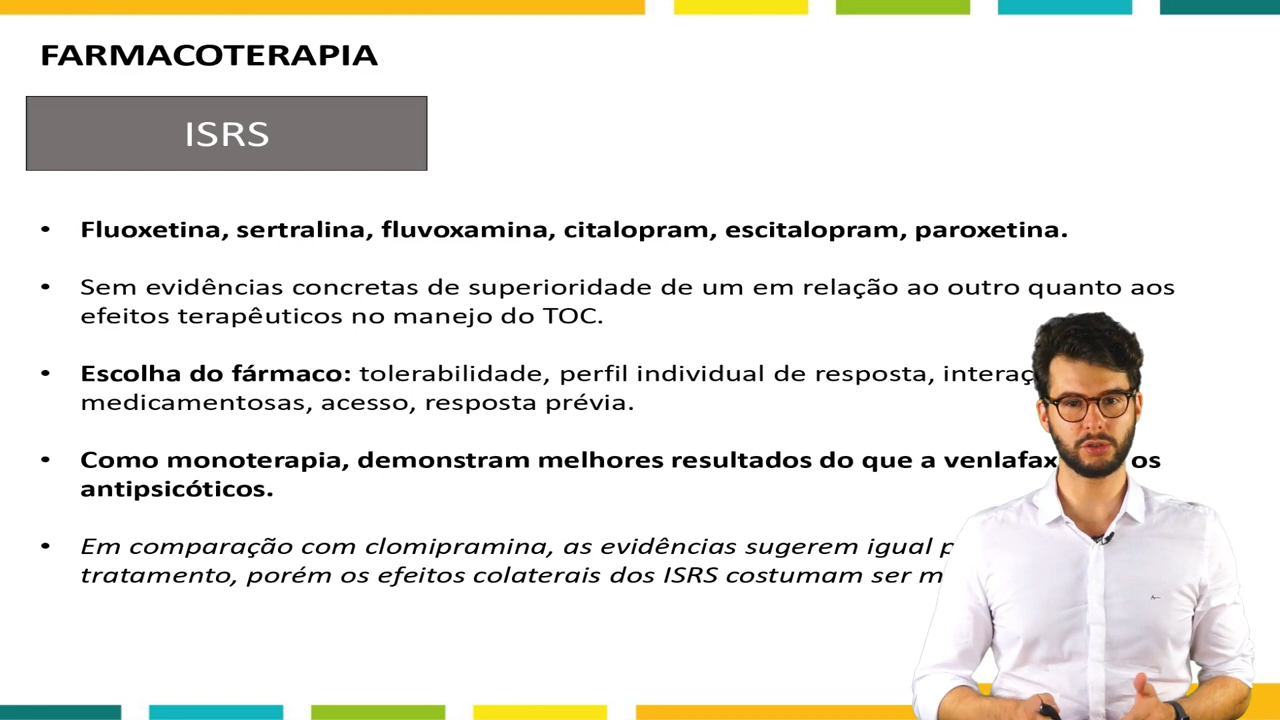 FARMACOTERAPIA
ISRS
• Fluoxetina, sertralina, fluvoxamina, citalopram, escitalopram, paroxetina.
• Sem evidências concretas de superioridade de um em relação ao outro quanto aos
efeitos terapêuticos no manejo do TOC.
• Escolha do fármaco: tolerabilidade, perfil individual de resposta,
medicamentosas, acesso, resposta prévia.
• Como monoterapia, demonstram melhores resultados do que a os
antipsicóticos.
• Em comparação com clomipramina, as evidências sugerem igual
tratamento, porém os efeitos colaterais dos ISRS costumam ser